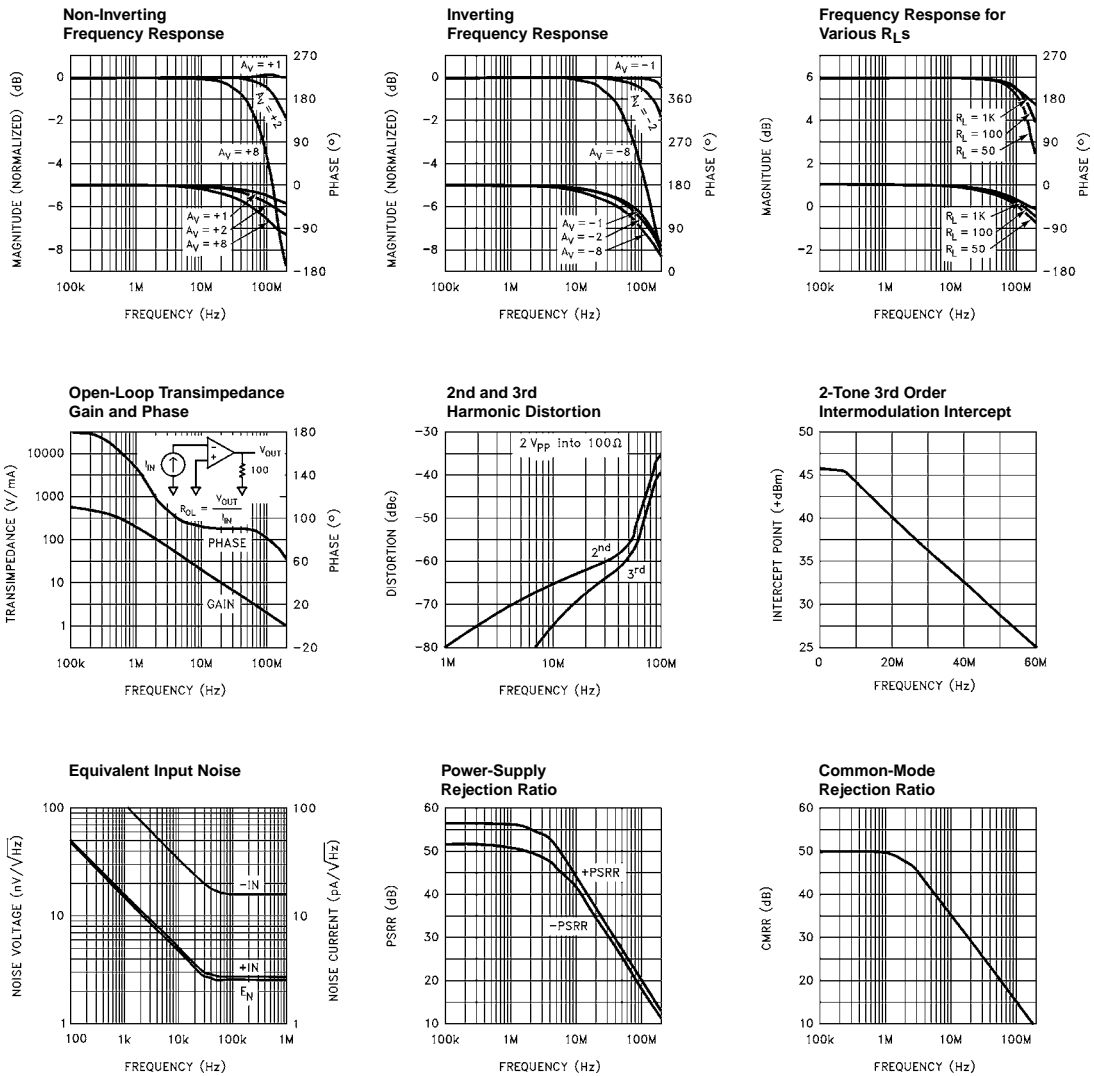 Non-Inverting
Frequency Response
MAGNITUDE (NORMALIZED) (dB)
0
-2
-4
-6
-8
A_V = +1
A_V = +2
A_V = +8
A_V = +1
A_V = +2
A_V = +8
270
180
90
0
-90
-180
PHASE (°)
100k 1M 10M 100M
FREQUENCY (Hz)
Inverting
Frequency Response
MAGNITUDE (NORMALIZED) (dB)
0
-2
-4
-6
-8
A_V = -1
A_V = -2
A_V = -8
A_V = -1
A_V = -2
A_V = -8
360
270
180
90
0
PHASE (°)
100k 1M 10M 100M
FREQUENCY (Hz)
Frequency Response for
Various R_Ls
MAGNITUDE (dB)
6
4
2
0
-2
R_L = 1K
R_L = 100
R_L = 50
R_L = 1K
R_L = 100
R_L = 50
270
180
90
0
-90
-180
PHASE (°)
100k 1M 10M 100M
FREQUENCY (Hz)
Open-Loop Transimpedance
Gain and Phase
TRANSIMPEDANCE (V/mA)
10000
1000
100
10
1
I_IN
-
+
V_OUT
100
R_OL = V_OUT / I_IN
PHASE
GAIN
180
140
100
60
20
-20
PHASE (°)
100k 1M 10M 100M
FREQUENCY (Hz)
2nd and 3rd
Harmonic Distortion
DISTORTION (dBc)
-30
-40
-50
-60
-70
-80
2 V_PP into 100Ω
2nd
3rd
1M 10M 100M
FREQUENCY (Hz)
2-Tone 3rd Order
Intermodulation Intercept
INTERCEPT POINT (+dBm)
50
45
40
35
30
25
0 20M 40M 60M
FREQUENCY (Hz)
Equivalent Input Noise
NOISE VOLTAGE (nV/√Hz)
100
10
1
-IN
+IN
E_N
100
10
1
NOISE CURRENT (pA/√Hz)
100 1k 10k 100k 1M
FREQUENCY (Hz)
Power-Supply
Rejection Ratio
PSRR (dB)
60
50
40
30
20
10
+PSRR
-PSRR
100k 1M 10M 100M
FREQUENCY (Hz)
Common-Mode
Rejection Ratio
CMRR (dB)
60
50
40
30
20
10
100k 1M 10M 100M
FREQUENCY (Hz)